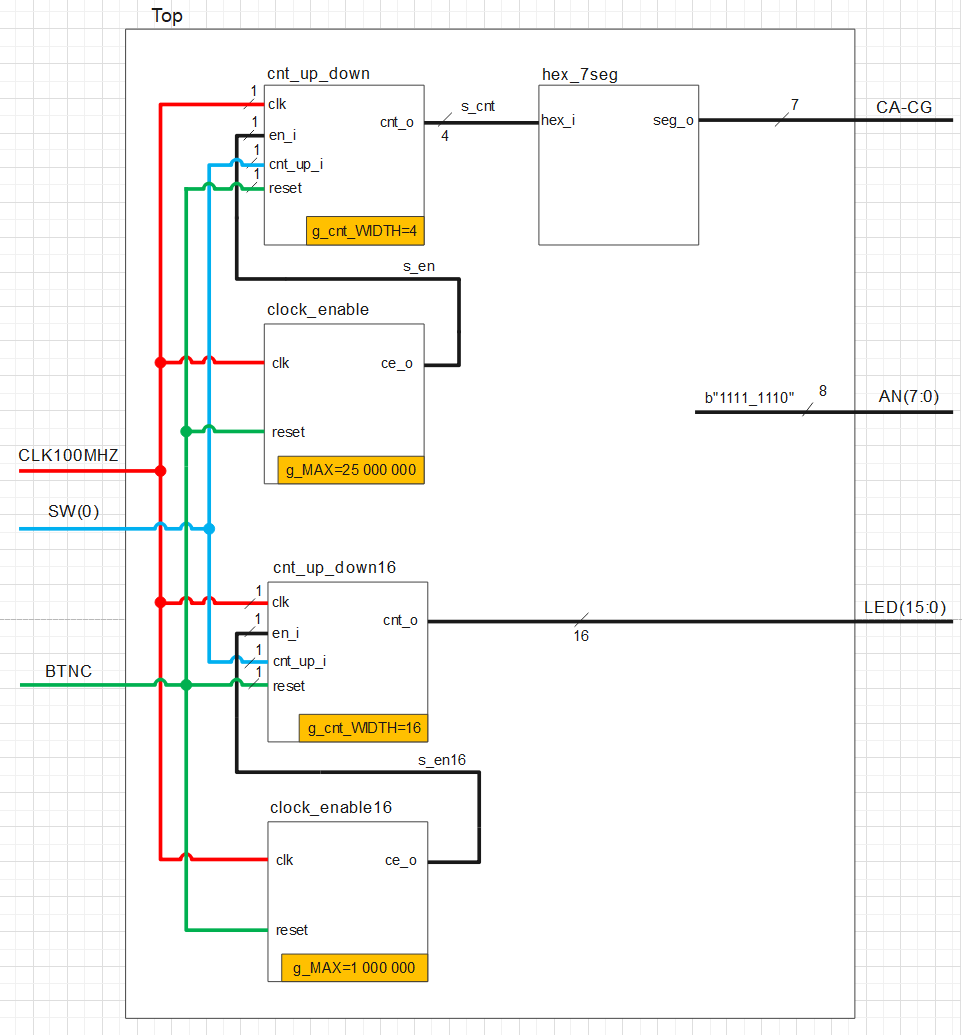 Top
cnt_up_down
1
clk
1
en_i
1
cnt_up_i
1
reset
cnt_o
g_cnt_WIDTH=4
s_cnt
4
hex_7seg
hex_i
seg_o
7
CA-CG
s_en
clock_enable
clk
ce_o
reset
g_MAX=25 000 000
b"1111_1110"
8
AN(7:0)
CLK100MHZ
SW(0)
BTNC
cnt_up_down16
1
clk
1
en_i
1
cnt_up_i
1
reset
cnt_o
g_cnt_WIDTH=16
16
LED(15:0)
s_en16
clock_enable16
clk
ce_o
reset
g_MAX=1 000 000